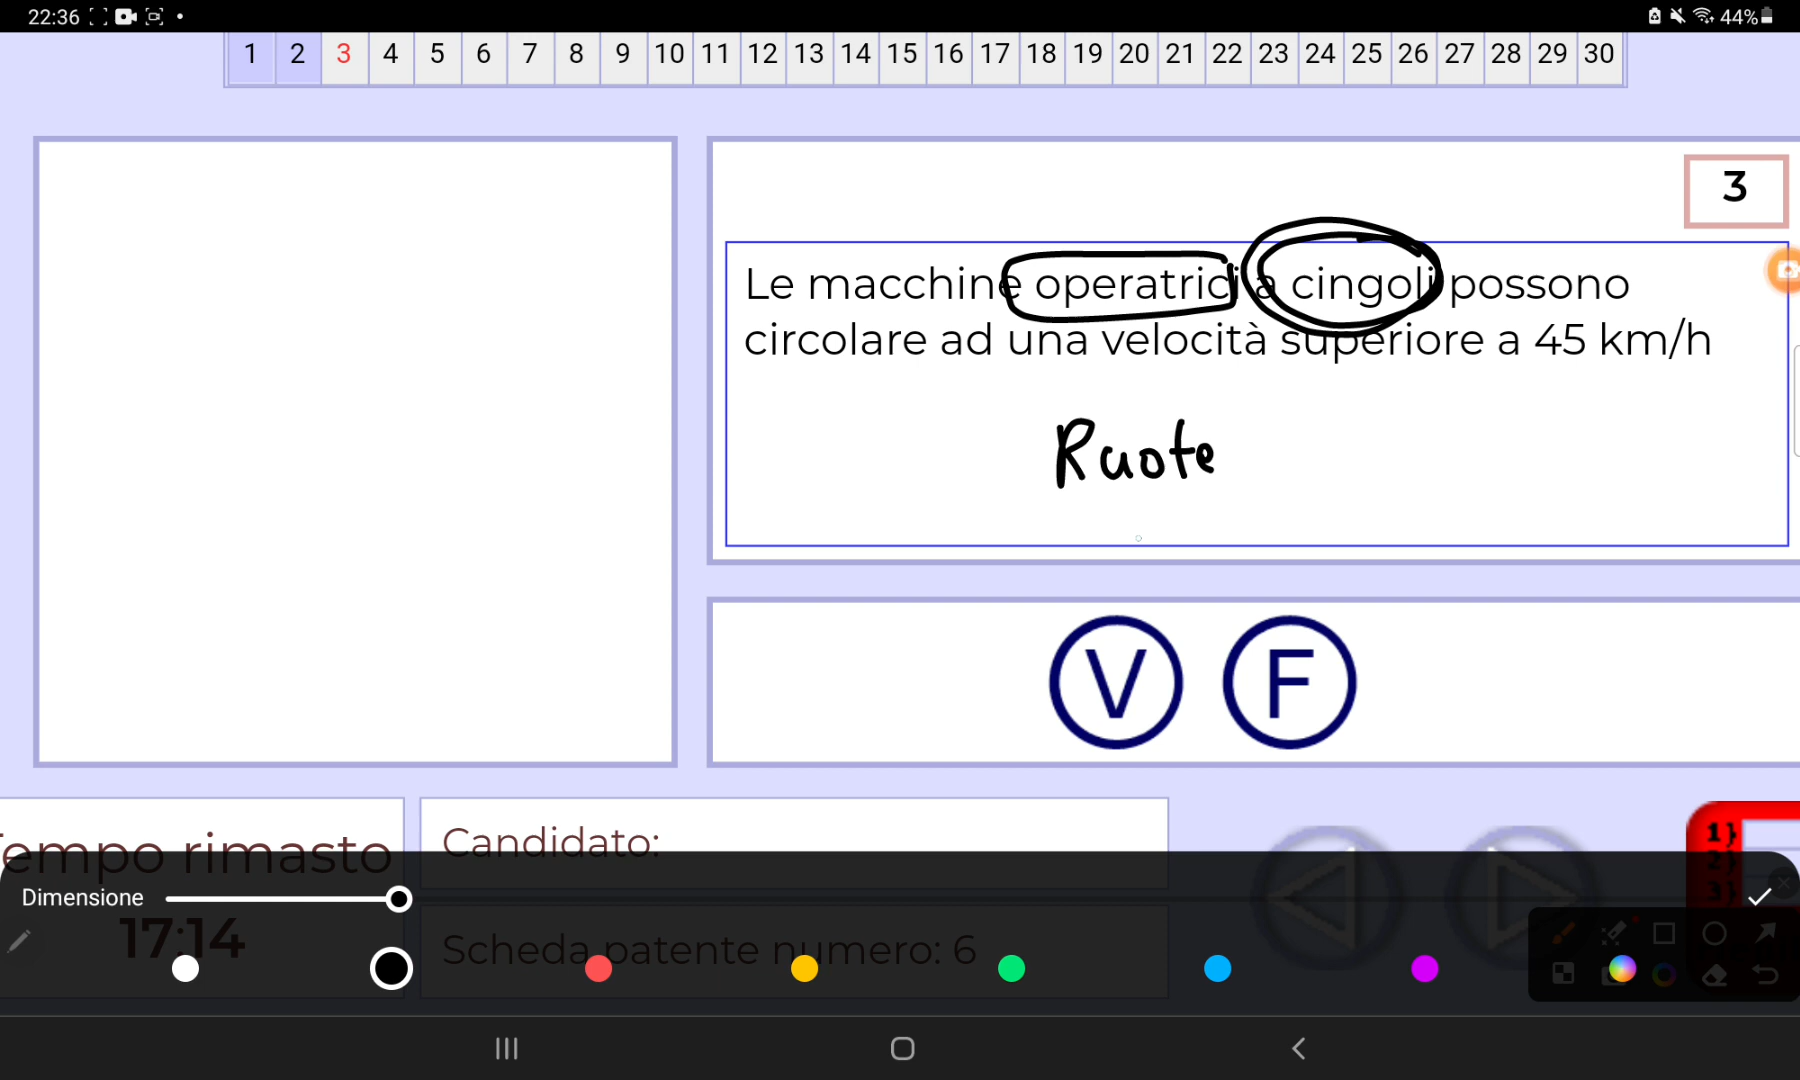 22:36
44%
1 2 3 4 5 6 7 8 9 10 11 12 13 14 15 16 17 18 19 20 21 22 23 24 25 26 27 28 29 30
3
Le macchine operatrici a cingoli possono
circolare ad una velocità superiore a 45 km/h
Ruote
V F
empo rimasto
17:14
Candidato:
Scheda patente numero: 6
1}
2}
3}
Dimensione